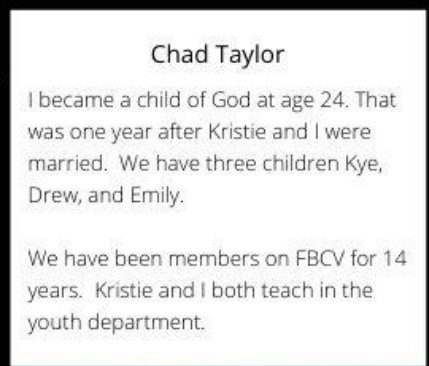 Chad Taylor
I became a child of God at age 24. That
was one year after Kristie and I were
married.  We have three children Kye,
Drew, and Emily.
We have been members on FBCV for 14
years.  Kristie and I both teach in the
youth department.